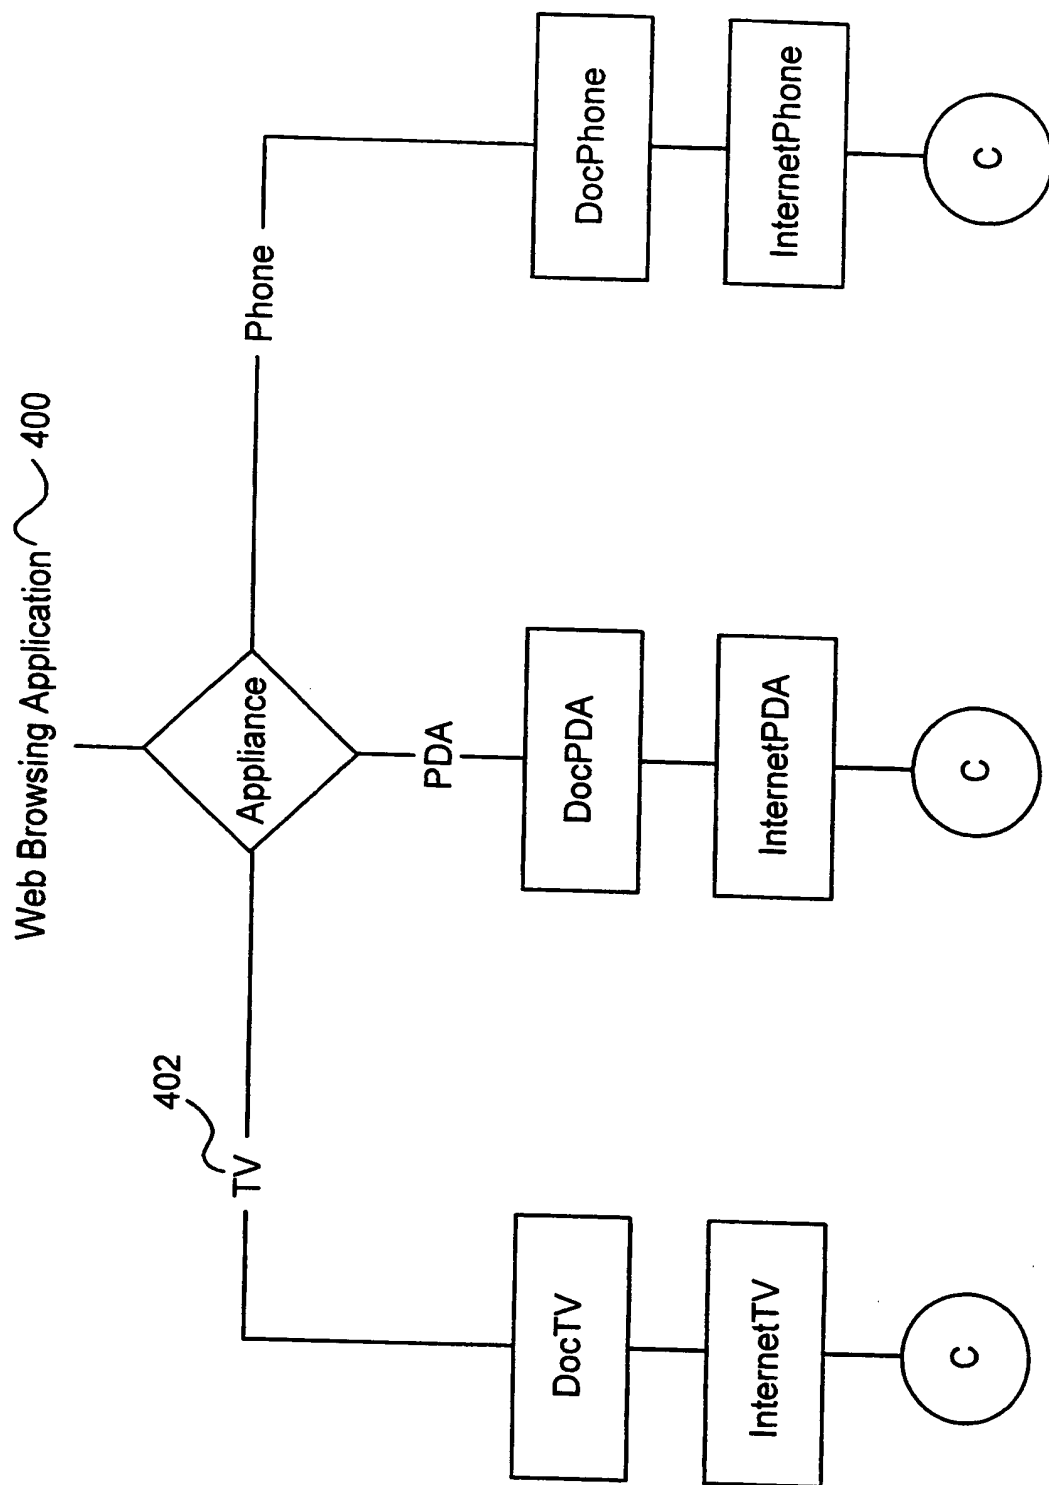 Web Browsing Application
400
Appliance
402
TV
PDA
Phone
DocTV
DocPDA
DocPhone
InternetTV
InternetPDA
InternetPhone
C
C
C